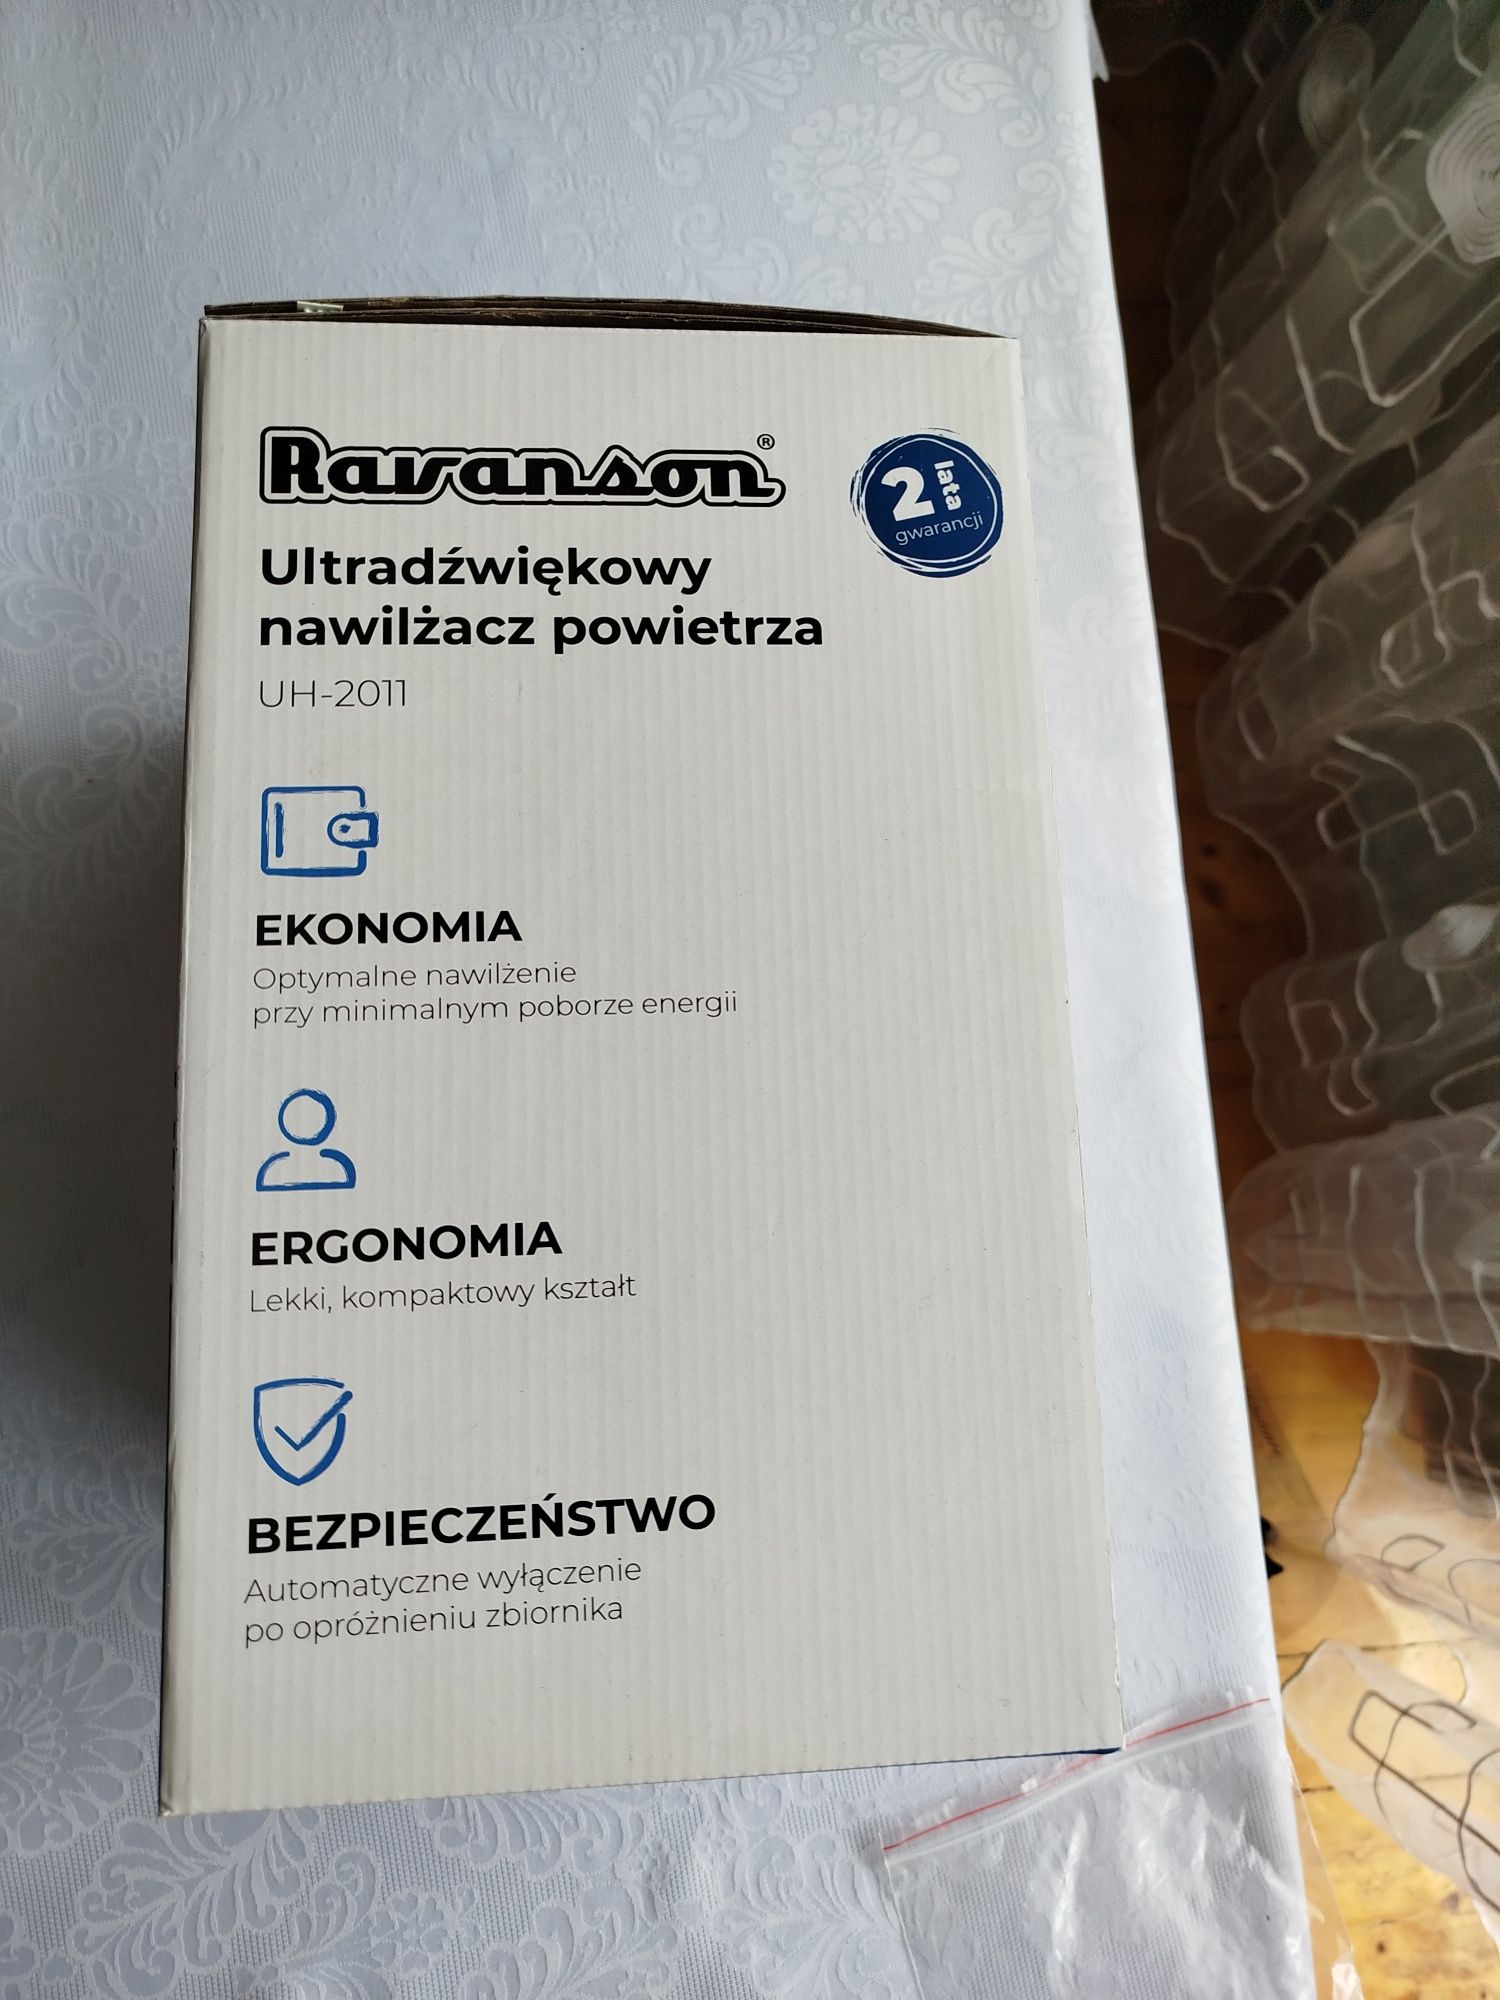 Ravanson®
2 lata
gwarancji
Ultradźwiękowy
nawilżacz powietrza
UH-2011
EKONOMIA
Optymalne nawilżenie
przy minimalnym poborze energii
ERGONOMIA
Lekki, kompaktowy kształt
BEZPIECZEŃSTWO
Automatyczne wyłączenie
po opróżnieniu zbiornika